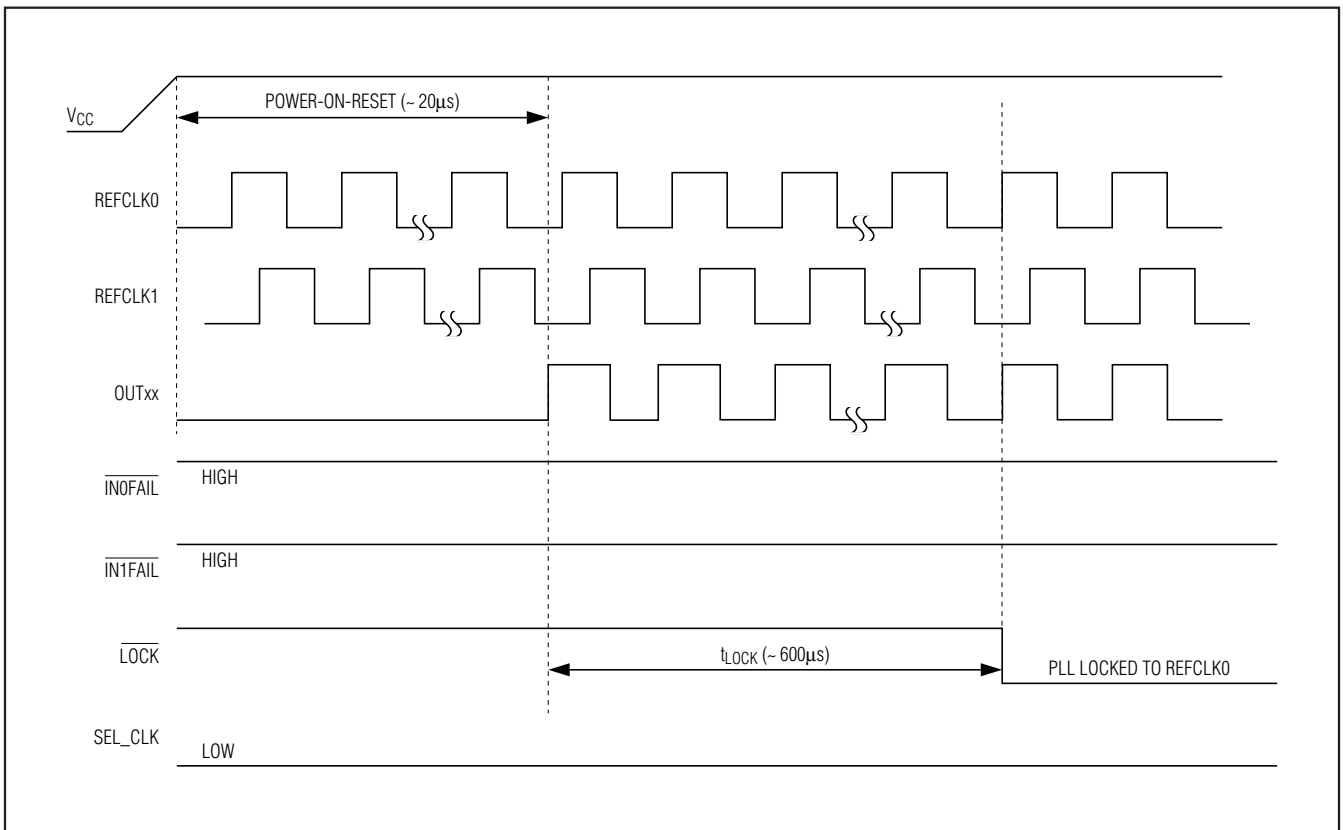 VCC
POWER-ON-RESET (~ 20µs)
REFCLK0
REFCLK1
OUTxx
IN0FAIL
HIGH
IN1FAIL
HIGH
LOCK
tLOCK (~ 600µs)
PLL LOCKED TO REFCLK0
SEL_CLK
LOW